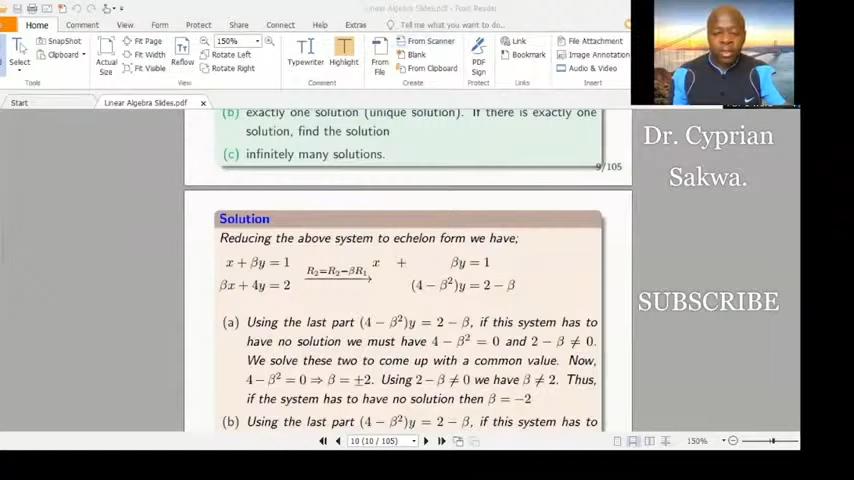 Linear Algebra Slides.pdf - Foxit Reader
Home Comment View Form Protect Share Connect Help Extras Tell me what you want to do...
SnapShot
Clipboard
Select
Tools
Actual Size
Fit Page
Fit Width
Fit Visible
Reflow
150%
Rotate Left
Rotate Right
View
Typewriter
Highlight
Comment
From File
From Scanner
Blank
From Clipboard
Create
PDF Sign
Protect
Link
Bookmark
Links
File Attachment
Image Annotation
Audio & Video
Insert
Start
Linear Algebra Slides.pdf
(b) exactly one solution (unique solution). If there is exactly one
solution, find the solution
(c) infinitely many solutions.
9/105
Solution
Reducing the above system to echelon form we have;
x + βy = 1 R₂=R₂−βR₁ x + βy = 1
βx + 4y = 2 (4 − β²)y = 2 − β
(a) Using the last part (4 − β²)y = 2 − β, if this system has to
have no solution we must have 4 − β² = 0 and 2 − β ≠ 0.
We solve these two to come up with a common value. Now,
4 − β² = 0 ⇒ β = ±2. Using 2 − β ≠ 0 we have β ≠ 2. Thus,
if the system has to have no solution then β = −2
(b) Using the last part (4 − β²)y = 2 − β, if this system has to
10 (10 / 105)
150%
Dr. Cyprian
Sakwa.
SUBSCRIBE